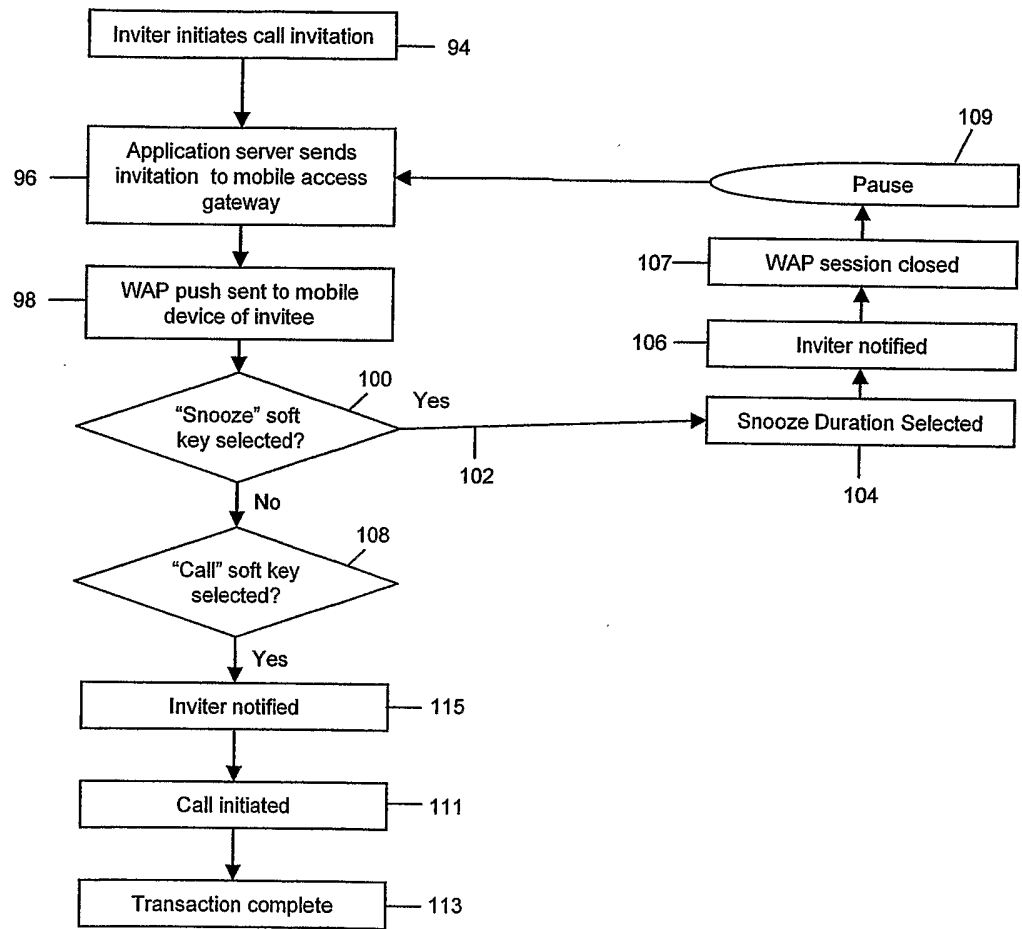 Inviter initiates call invitation
94
Application server sends
invitation to mobile access
gateway
96
109
Pause
107
WAP session closed
98
WAP push sent to mobile
device of invitee
106
Inviter notified
100
"Snooze" soft
key selected?
Yes
102
Snooze Duration Selected
104
No
108
"Call" soft key
selected?
Yes
Inviter notified
115
Call initiated
111
Transaction complete
113